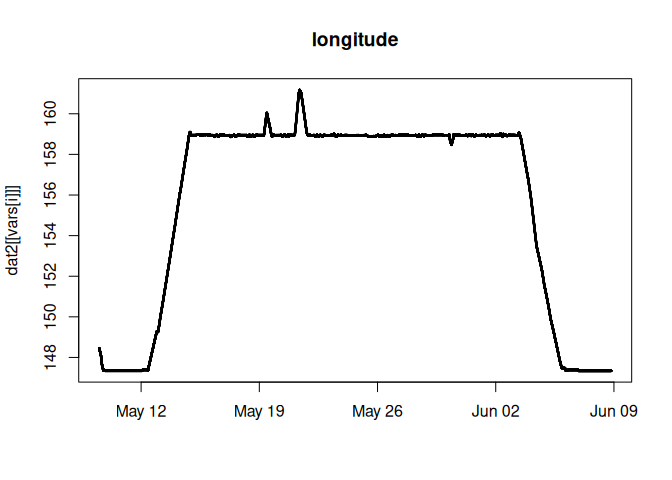 longitude
dat2[[vars[i]]]
160
158
156
154
152
150
148
May 12
May 19
May 26
Jun 02
Jun 09